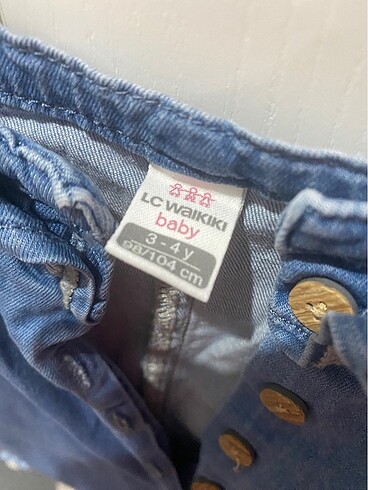 LC WAIKIKI
baby
3 - 4 y
98/104 cm